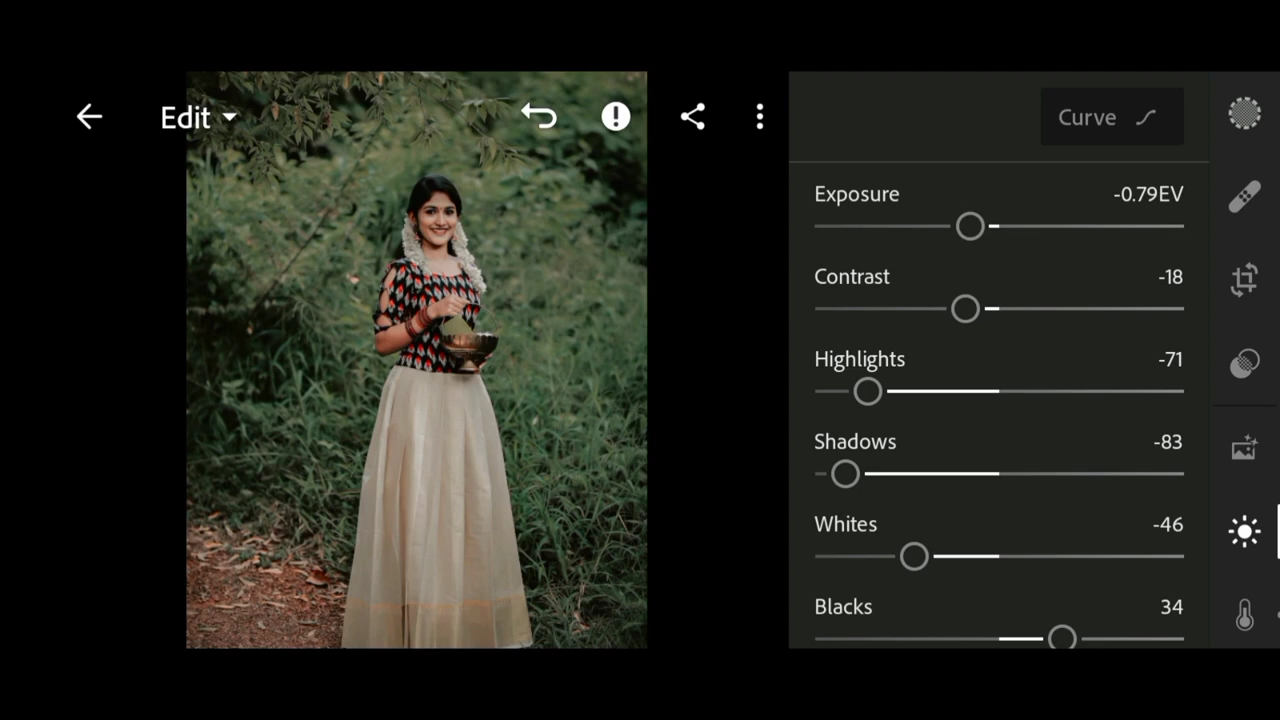 Edit
Curve
Exposure -0.79EV
Contrast -18
Highlights -71
Shadows -83
Whites -46
Blacks 34